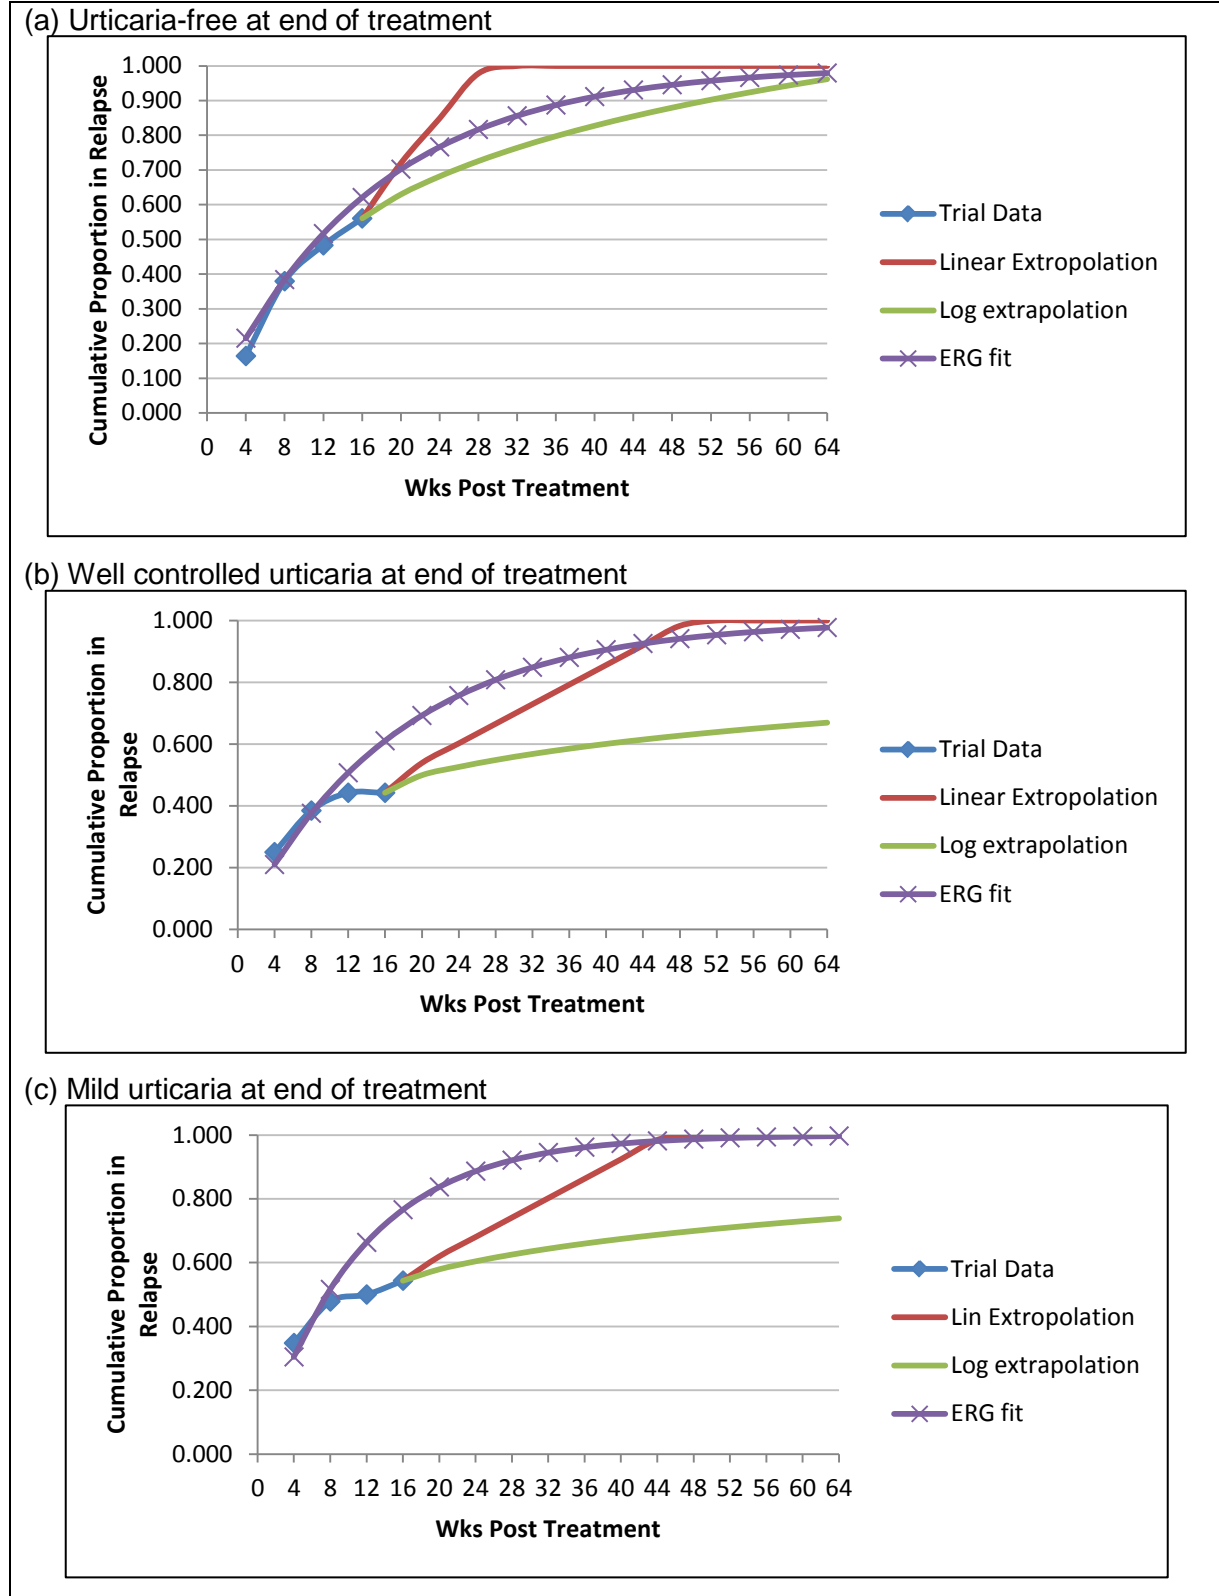 (a) Urticaria-free at end of treatment
1.000
0.900
0.800
0.700
0.600
0.500
0.400
0.300
0.200
0.100
0.000
Cumulative Proportion in Relapse
0 4 8 12 16 20 24 28 32 36 40 44 48 52 56 60 64
Wks Post Treatment
Trial Data
Linear Extropolation
Log extrapolation
ERG fit
(b) Well controlled urticaria at end of treatment
1.000
0.800
0.600
0.400
0.200
0.000
Cumulative Proportion in
Relapse
0 4 8 12 16 20 24 28 32 36 40 44 48 52 56 60 64
Wks Post Treatment
Trial Data
Linear Extropolation
Log extrapolation
ERG fit
(c) Mild urticaria at end of treatment
1.000
0.800
0.600
0.400
0.200
0.000
Cumulative Proportion in
Relapse
0 4 8 12 16 20 24 28 32 36 40 44 48 52 56 60 64
Wks Post Treatment
Trial Data
Lin Extropolation
Log extrapolation
ERG fit